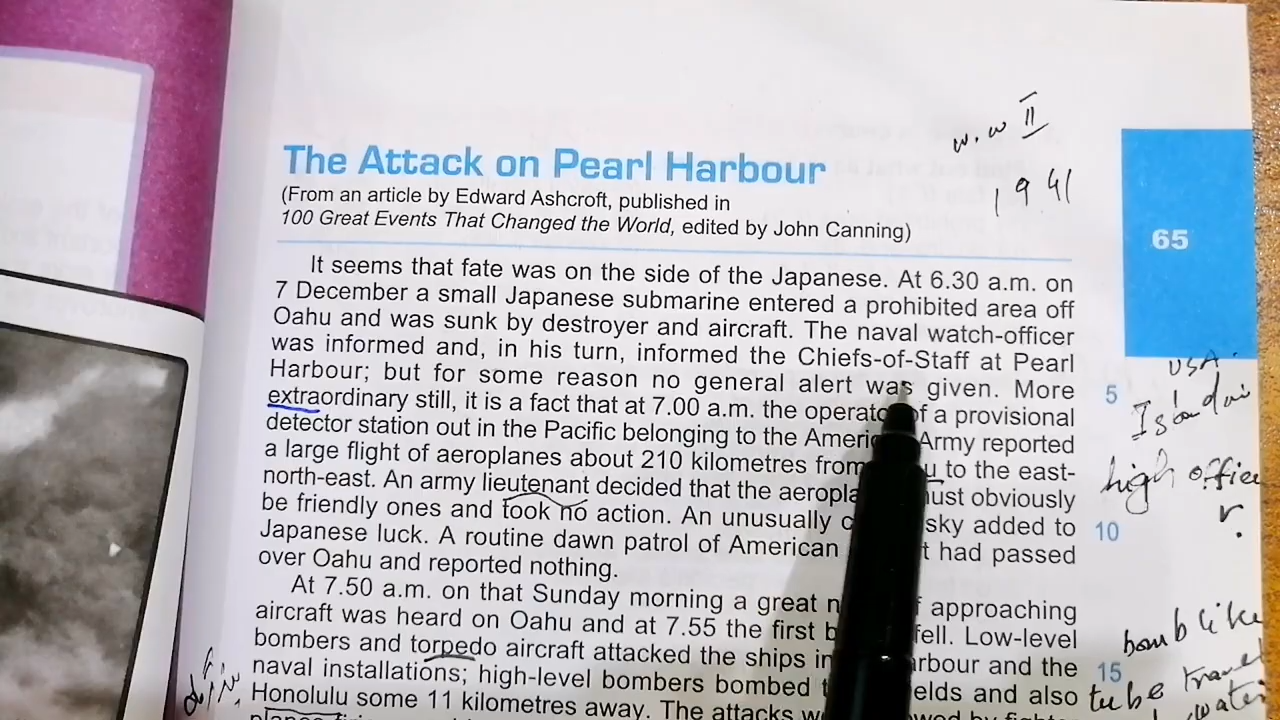 w.w II
1941
The Attack on Pearl Harbour
(From an article by Edward Ashcroft, published in
100 Great Events That Changed the World, edited by John Canning)
65
It seems that fate was on the side of the Japanese. At 6.30 a.m. on
7 December a small Japanese submarine entered a prohibited area off
Oahu and was sunk by destroyer and aircraft. The naval watch-officer
was informed and, in his turn, informed the Chiefs-of-Staff at Pearl
Harbour; but for some reason no general alert was given. More
5
extraordinary still, it is a fact that at 7.00 a.m. the operato of a provisional
detector station out in the Pacific belonging to the Ameri Army reported
a large flight of aeroplanes about 210 kilometres from u to the east-
north-east. An army lieutenant decided that the aeropla must obviously
be friendly ones and took no action. An unusually c sky added to
10
Japanese luck. A routine dawn patrol of American t had passed
over Oahu and reported nothing.
At 7.50 a.m. on that Sunday morning a great n f approaching
aircraft was heard on Oahu and at 7.55 the first b fell. Low-level
bombers and torpedo aircraft attacked the ships in arbour and the
15
naval installations; high-level bombers bombed t elds and also
Honolulu some 11 kilometres away. The attacks w owed by fighter
USA.
high officer
.
bomb like
tube travel
water